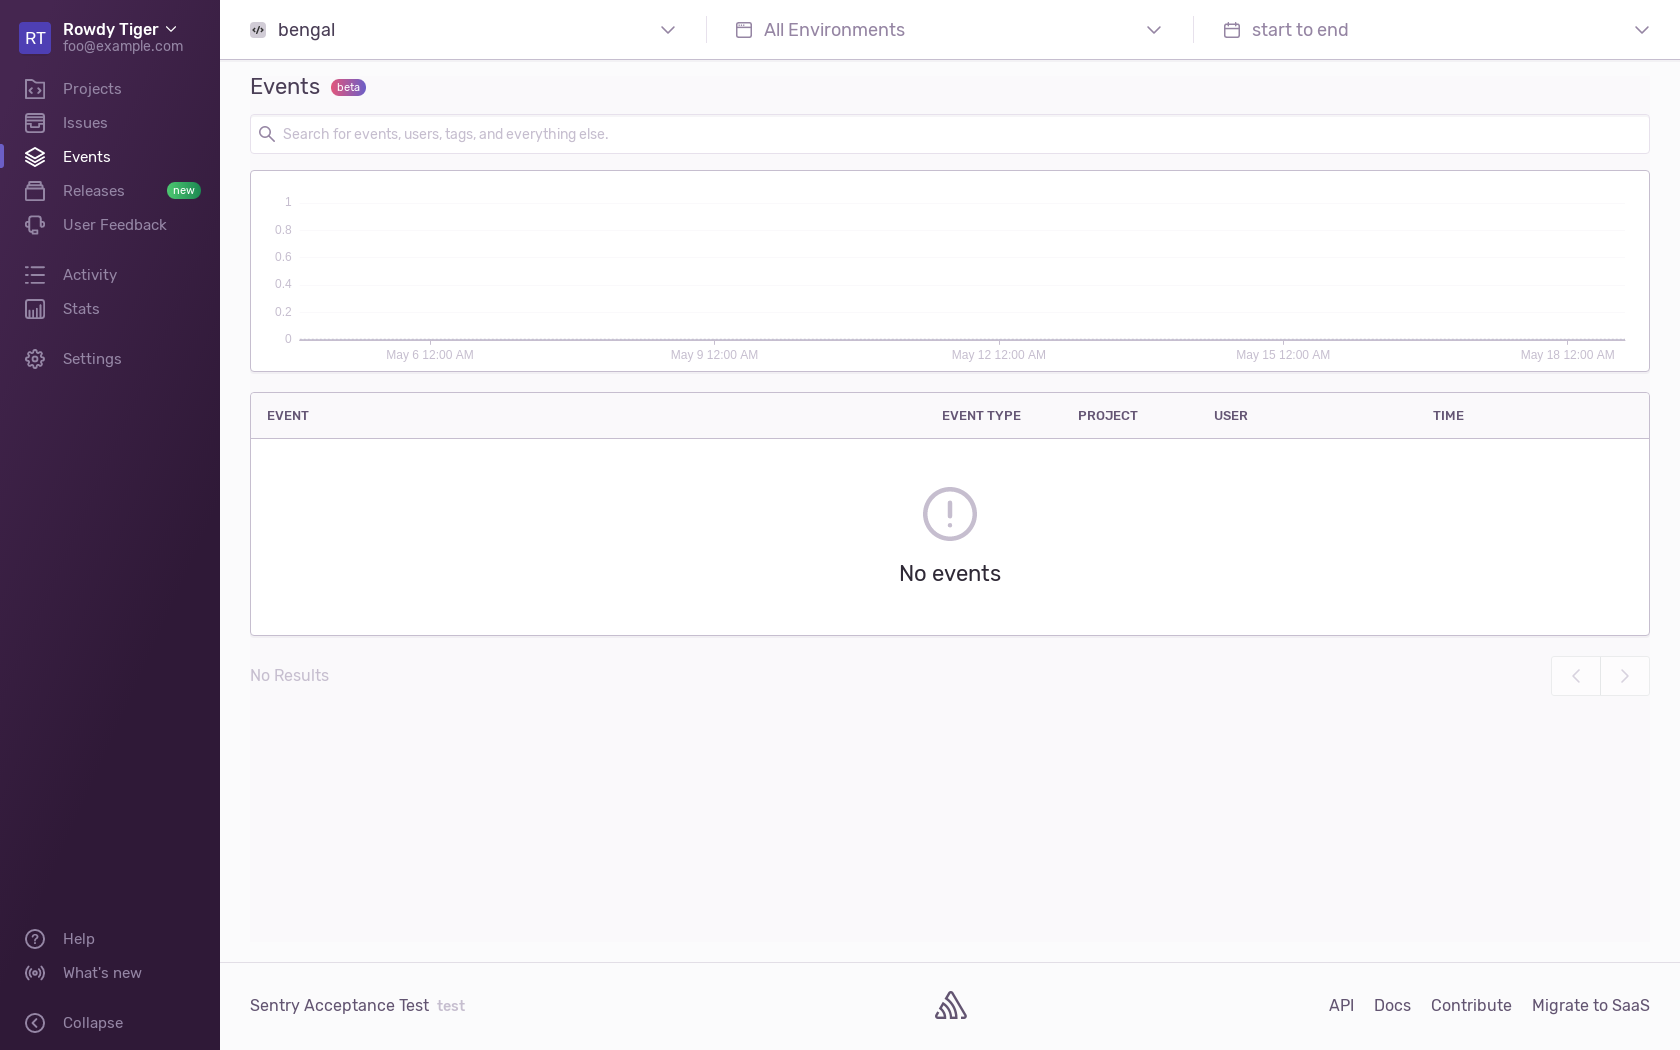 RT
Rowdy Tiger
foo@example.com
Projects
Issues
Events
Releases new
User Feedback
Activity
Stats
Settings
Help
What's new
Collapse
bengal
All Environments
start to end
Events beta
Search for events, users, tags, and everything else.
1
0.8
0.6
0.4
0.2
0
May 6 12:00 AM May 9 12:00 AM May 12 12:00 AM May 15 12:00 AM May 18 12:00 AM
EVENT EVENT TYPE PROJECT USER TIME
No events
No Results
Sentry Acceptance Test test
API Docs Contribute Migrate to SaaS